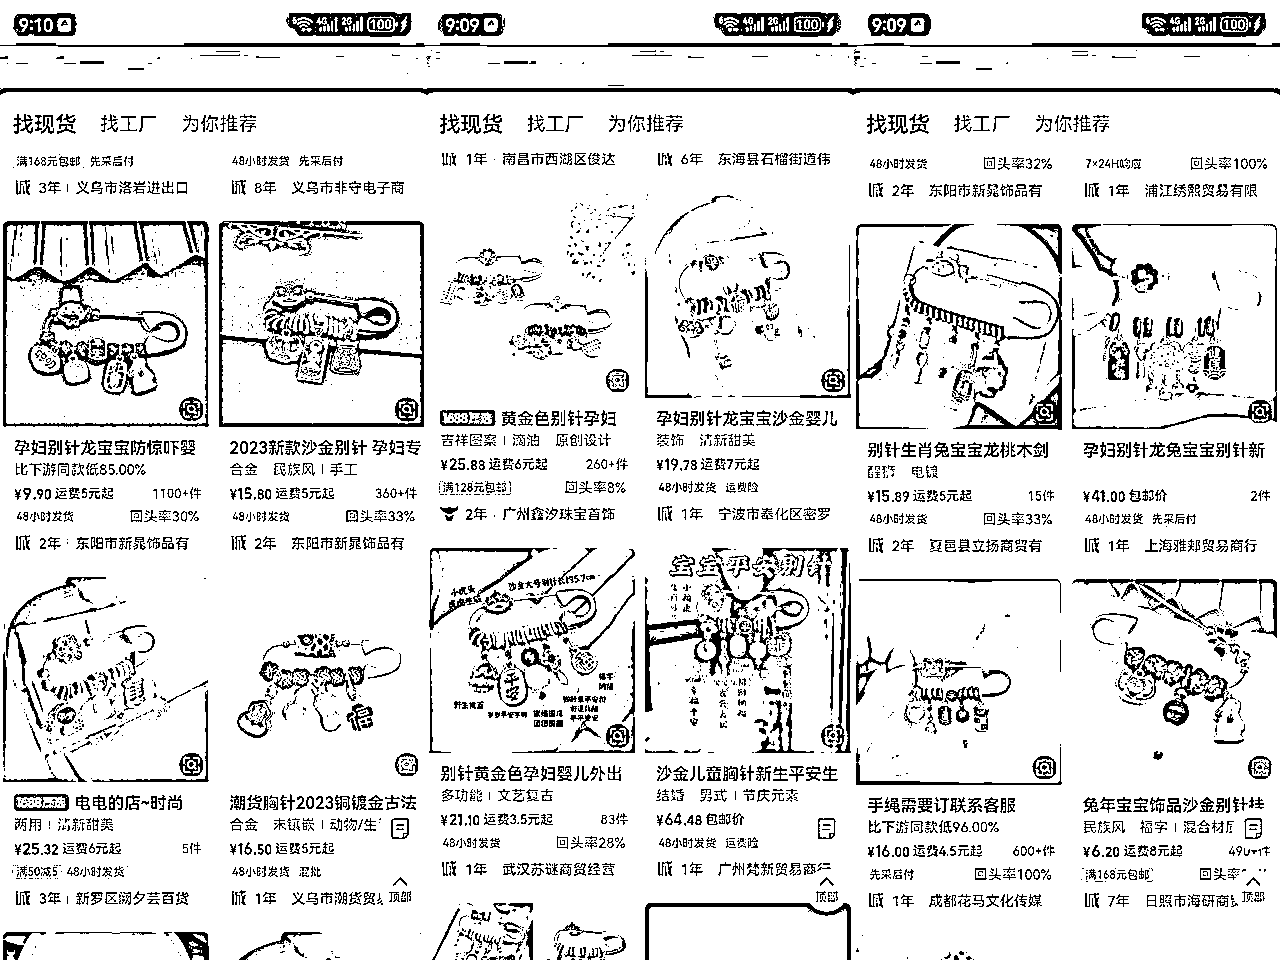 9:10
100
找现货 找工厂 为你推荐
满168元包邮 先采后付
3年 义乌市洛岩进出口
48小时发货 先采后付
8年 义乌市非守电子商
孕妇别针龙宝宝防惊吓婴
比下游同款低85.00%
¥9.90 运费5元起 1100+件
48小时发货 回头率30%
2年 东阳市新晁饰品有
2023新款沙金别针 孕妇专
合金 民族风 手工
¥15.80 运费5元起 360+件
48小时发货 回头率33%
2年 东阳市新晁饰品有
电电的店~时尚
两用 清新甜美
¥25.32 运费6元起 5件
满50减5 48小时发货
3年 新罗区阙夕芸百货
潮货胸针2023铜镀金古法
合金 未镶嵌 动物/生
¥16.50 运费5元起
48小时发货 混批
1年 义乌市潮货贸
顶部
9:09
100
找现货 找工厂 为你推荐
1年 南昌市西湖区俊达
6年 东海县石榴街道伟
黄金色别针孕妇
吉祥图案 滴油 原创设计
¥25.88 运费6元起 260+件
满128元包邮 回头率8%
2年 广州鑫汐珠宝首饰
孕妇别针龙宝宝沙金婴儿
装饰 清新甜美
¥19.78 运费7元起
48小时发货 运费险
1年 宁波市奉化区密罗
沙金大号别针长约5.7cm
别针黄金色孕妇婴儿外出
多功能 文艺复古
¥21.10 运费3.5元起 83件
48小时发货 回头率28%
1年 武汉苏谜商贸经营
宝宝平安别针
沙金儿童胸针新生平安生
结婚 男式 节庆元素
¥64.48 包邮价
48小时发货 运费险
1年 广州梵新贸易商行
顶部
9:09
100
找现货 找工厂 为你推荐
48小时发货 回头率32%
2年 东阳市新晁饰品有
7×24H响应 回头率100%
1年 浦江绣熙贸易有限
别针生肖兔宝宝龙桃木剑
醒狮 电镀
¥15.89 运费5元起 15件
48小时发货 回头率33%
2年 夏邑县立扬商贸有
孕妇别针龙兔宝宝别针新
¥41.00 包邮价 2件
48小时发货 先采后付
1年 上海雅邦贸易商行
手绳需要订联系客服
比下游同款低96.00%
¥16.00 运费4.5元起 600+件
先采后付 回头率100%
1年 成都花马文化传媒
兔年宝宝饰品沙金别针挂
民族风 福字 混合材质
¥6.20 运费8元起 490+件
满168元包邮 回头率
7年 日照市海研商
顶部